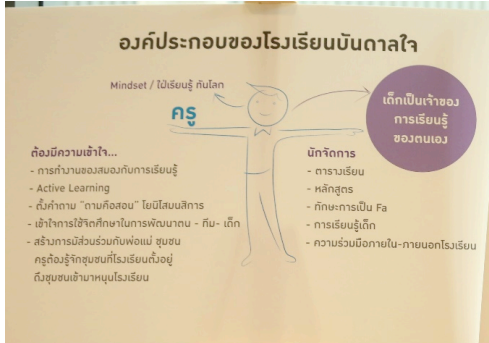 องค์ประกอบของโรงเรียนบันดาลใจ
Mindset / ใฝ่เรียนรู้ ทันโลก
ครู
เด็กเป็นเจ้าของ
การเรียนรู้
ของตนเอง
ต้องมีความเข้าใจ...
- การทำงานของสมองกับการเรียนรู้
- Active Learning
- ตั้งคำถาม "ถามคือสอน" โยนิโสมนสิการ
- เข้าใจการใช้จิตศึกษาในการพัฒนาตน - ทีม- เด็ก
- สร้างการมีส่วนร่วมกับพ่อแม่ ชุมชน
ครูต้องรู้จักชุมชนที่โรงเรียนตั้งอยู่
ดึงชุมชนเข้ามาหนุนโรงเรียน
นักจัดการ
- ตารางเรียน
- หลักสูตร
- ทักษะการเป็น Fa
- การเรียนรู้เด็ก
- ความร่วมมือภายใน-ภายนอกโรงเรียน